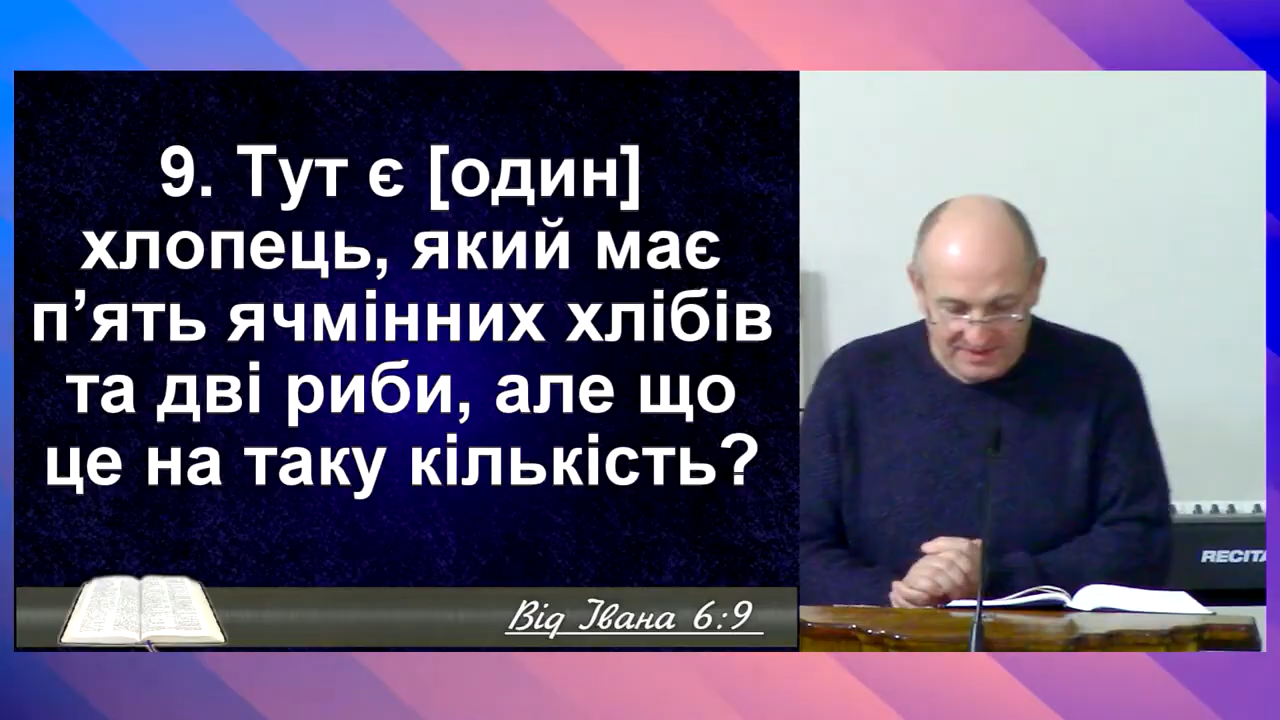 9. Тут є [один]
хлопець, який має
п’ять ячмінних хлібів
та дві риби, але що
це на таку кількість?
Від Івана 6:9
RECITA